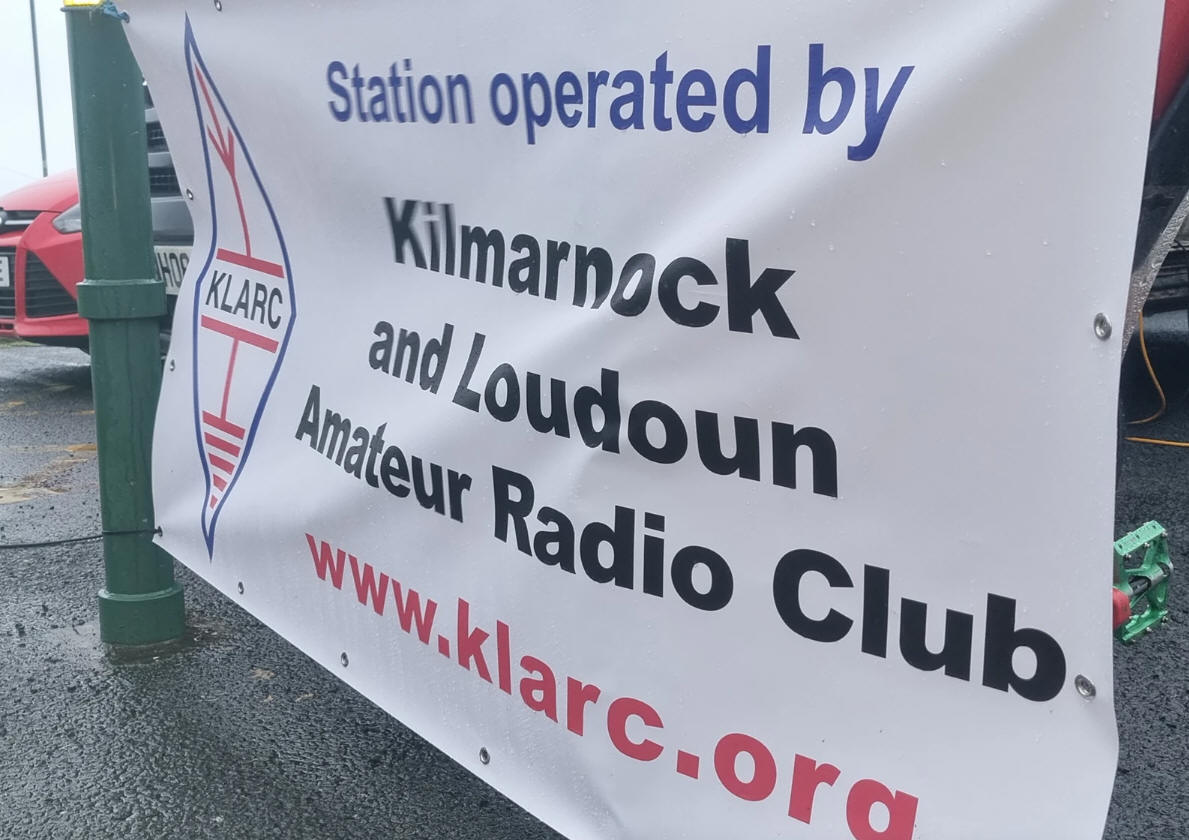 Station operated by
Kilmarnock
and Loudoun
Amateur Radio Club
www.klarc.org
KLARC